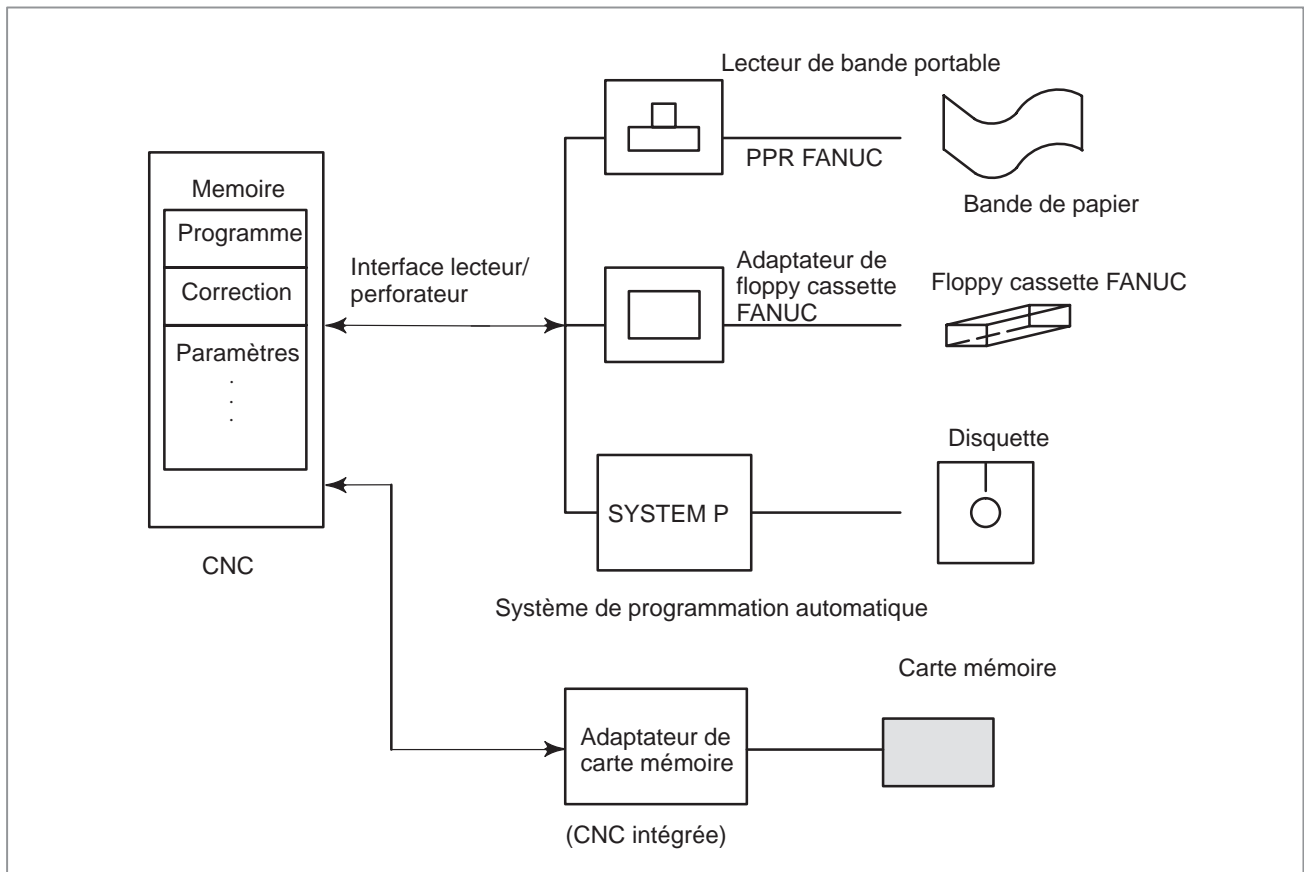 Lecteur de bande portable
PPR FANUC
Bande de papier
Memoire
Programme
Correction
Paramètres
.
.
.
CNC
Interface lecteur/
perforateur
Adaptateur de
floppy cassette
FANUC
Floppy cassette FANUC
Disquette
SYSTEM P
Système de programmation automatique
Carte mémoire
Adaptateur de
carte mémoire
(CNC intégrée)